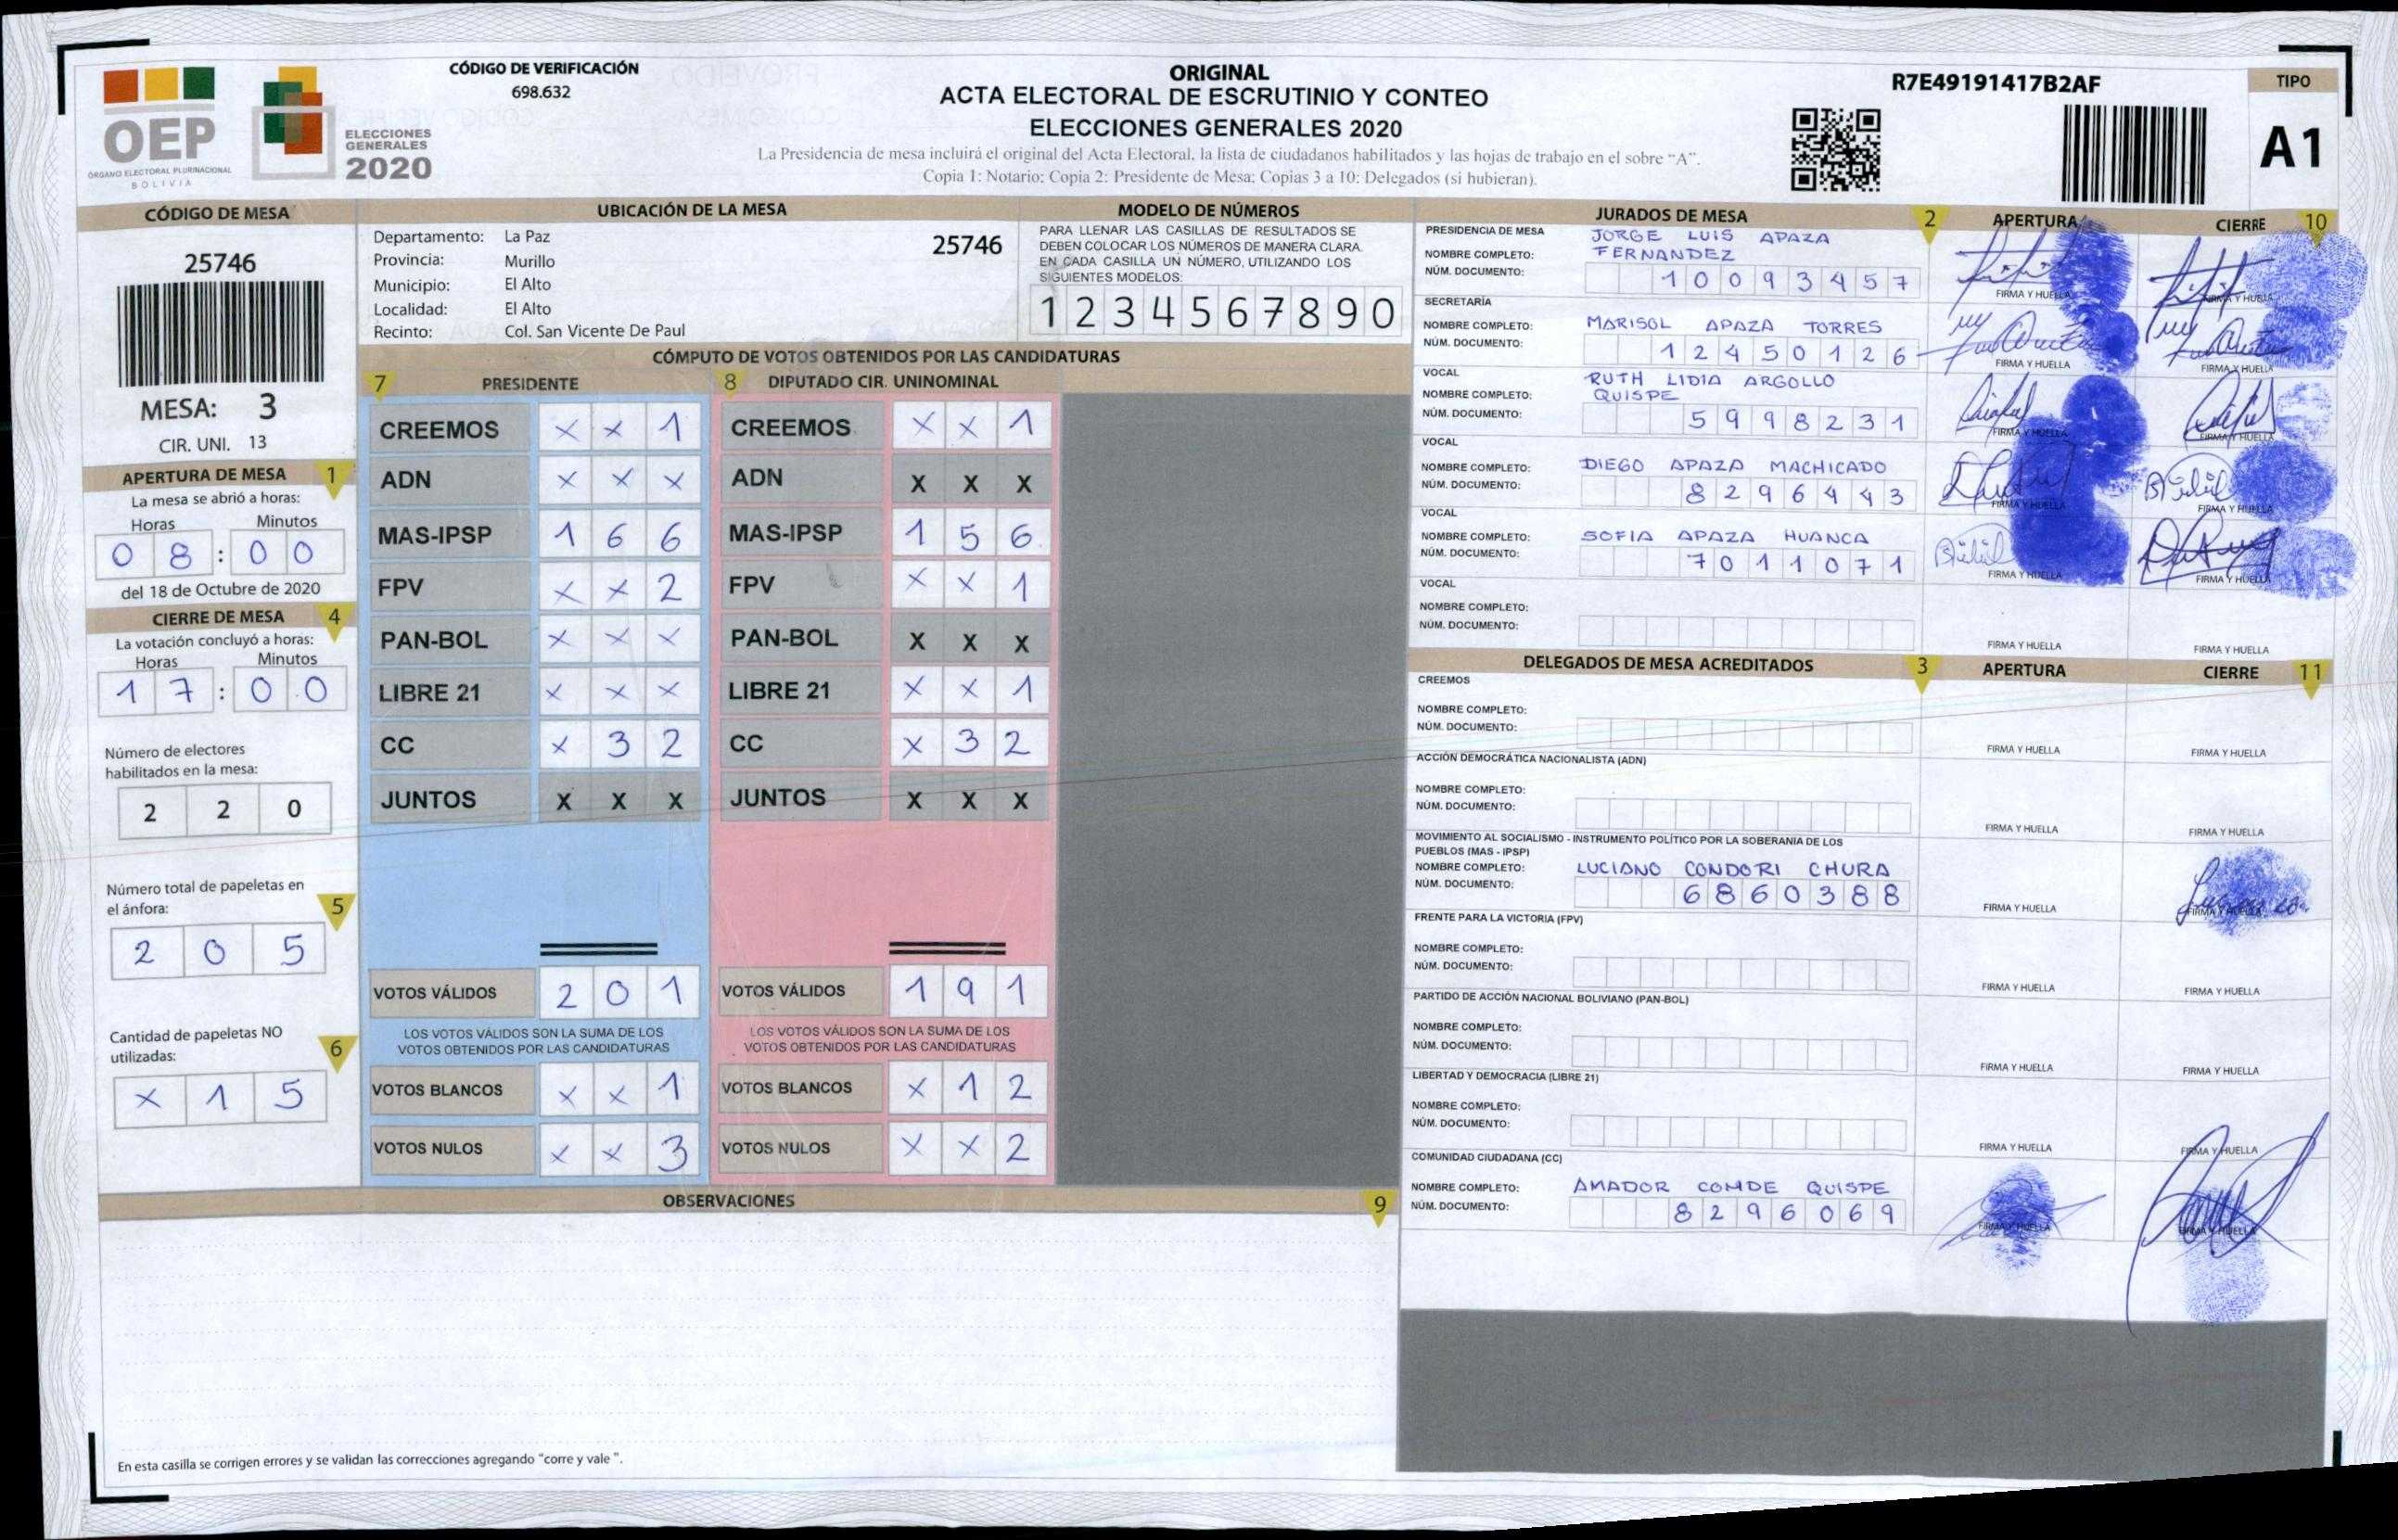 OEP
ÓRGANO ELECTORAL PLURINACIONAL
BOLIVIA
ELECCIONES
GENERALES
2020
CÓDIGO DE VERIFICACIÓN
698.632
ORIGINAL
ACTA ELECTORAL DE ESCRUTINIO Y CONTEO
ELECCIONES GENERALES 2020
La Presidencia de mesa incluirá el original del Acta Electoral, la lista de ciudadanos habilitados y las hojas de trabajo en el sobre “A”.
Copia 1: Notario; Copia 2: Presidente de Mesa; Copias 3 a 10: Delegados (si hubieran).
R7E49191417B2AF
TIPO
A1
CÓDIGO DE MESA
25746
MESA: 3
CIR. UNI. 13
APERTURA DE MESA 1
La mesa se abrió a horas:
Horas Minutos
0 8 : 0 0
del 18 de Octubre de 2020
CIERRE DE MESA 4
La votación concluyó a horas:
Horas Minutos
1 7 : 0 0
Número de electores
habilitados en la mesa:
2 2 0
Número total de papeletas en
el ánfora: 5
2 0 5
Cantidad de papeletas NO
utilizadas: 6
X 1 5
UBICACIÓN DE LA MESA
Departamento: La Paz
25746
Provincia: Murillo
Municipio: El Alto
Localidad: El Alto
Recinto: Col. San Vicente De Paul
MODELO DE NÚMEROS
PARA LLENAR LAS CASILLAS DE RESULTADOS SE
DEBEN COLOCAR LOS NÚMEROS DE MANERA CLARA.
EN CADA CASILLA UN NÚMERO, UTILIZANDO LOS
SIGUIENTES MODELOS:
1 2 3 4 5 6 7 8 9 0
CÓMPUTO DE VOTOS OBTENIDOS POR LAS CANDIDATURAS
7 PRESIDENTE 8 DIPUTADO CIR. UNINOMINAL
CREEMOS X X 1 CREEMOS X X 1
ADN X X X ADN X X X
MAS-IPSP 1 6 6 MAS-IPSP 1 5 6
FPV X X 2 FPV X X 1
PAN-BOL X X X PAN-BOL X X X
LIBRE 21 X X X LIBRE 21 X X 1
CC X 3 2 CC X 3 2
JUNTOS X X X JUNTOS X X X
VOTOS VÁLIDOS 2 0 1 VOTOS VÁLIDOS 1 9 1
LOS VOTOS VÁLIDOS SON LA SUMA DE LOS LOS VOTOS VÁLIDOS SON LA SUMA DE LOS
VOTOS OBTENIDOS POR LAS CANDIDATURAS VOTOS OBTENIDOS POR LAS CANDIDATURAS
VOTOS BLANCOS X X 1 VOTOS BLANCOS X 1 2
VOTOS NULOS X X 3 VOTOS NULOS X X 2
OBSERVACIONES 9
En esta casilla se corrigen errores y se validan las correcciones agregando “corre y vale ”.
JURADOS DE MESA 2 APERTURA CIERRE 10
PRESIDENCIA DE MESA JORGE LUIS APAZA
NOMBRE COMPLETO: FERNANDEZ
NÚM. DOCUMENTO: 1 0 0 9 3 4 5 7
FIRMA Y HUELLA FIRMA Y HUELLA
SECRETARÍA
NOMBRE COMPLETO: MARISOL APAZA TORRES
NÚM. DOCUMENTO: 1 2 4 5 0 1 2 6
FIRMA Y HUELLA FIRMA Y HUELLA
VOCAL RUTH LIDIA ARGOLLO
NOMBRE COMPLETO: QUISPE
NÚM. DOCUMENTO: 5 9 9 8 2 3 1
FIRMA Y HUELLA FIRMA Y HUELLA
VOCAL
NOMBRE COMPLETO: DIEGO APAZA MACHICADO
NÚM. DOCUMENTO: 8 2 9 6 4 4 3
FIRMA Y HUELLA FIRMA Y HUELLA
VOCAL
NOMBRE COMPLETO: SOFIA APAZA HUANCA
NÚM. DOCUMENTO: 7 0 1 1 0 7 1
FIRMA Y HUELLA FIRMA Y HUELLA
VOCAL
NOMBRE COMPLETO:
NÚM. DOCUMENTO:
FIRMA Y HUELLA FIRMA Y HUELLA
DELEGADOS DE MESA ACREDITADOS 3 APERTURA CIERRE 11
CREEMOS
NOMBRE COMPLETO:
NÚM. DOCUMENTO:
FIRMA Y HUELLA FIRMA Y HUELLA
ACCIÓN DEMOCRÁTICA NACIONALISTA (ADN)
NOMBRE COMPLETO:
NÚM. DOCUMENTO:
FIRMA Y HUELLA FIRMA Y HUELLA
MOVIMIENTO AL SOCIALISMO - INSTRUMENTO POLÍTICO POR LA SOBERANIA DE LOS
PUEBLOS (MAS - IPSP)
NOMBRE COMPLETO: LUCIANO CONDORI CHURA
NÚM. DOCUMENTO: 6 8 6 0 3 8 8
FIRMA Y HUELLA FIRMA Y HUELLA
FRENTE PARA LA VICTORIA (FPV)
NOMBRE COMPLETO:
NÚM. DOCUMENTO:
FIRMA Y HUELLA FIRMA Y HUELLA
PARTIDO DE ACCIÓN NACIONAL BOLIVIANO (PAN-BOL)
NOMBRE COMPLETO:
NÚM. DOCUMENTO:
FIRMA Y HUELLA FIRMA Y HUELLA
LIBERTAD Y DEMOCRACIA (LIBRE 21)
NOMBRE COMPLETO:
NÚM. DOCUMENTO:
FIRMA Y HUELLA FIRMA Y HUELLA
COMUNIDAD CIUDADANA (CC)
NOMBRE COMPLETO: AMADOR CONDE QUISPE
NÚM. DOCUMENTO: 8 2 9 6 0 6 9
FIRMA Y HUELLA FIRMA Y HUELLA